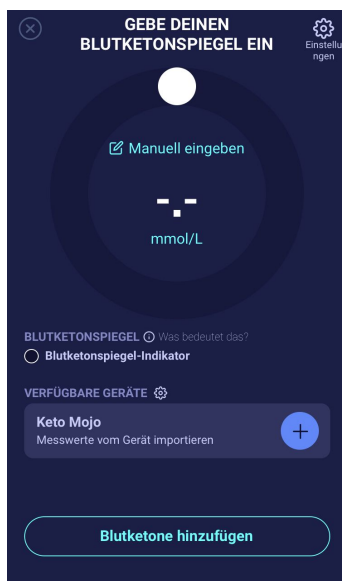 GEBE DEINEN
BLUTKETONSPIEGEL EIN
Einstellu
ngen
Manuell eingeben
-.-
mmol/L
BLUTKETONSPIEGEL Was bedeutet das?
Blutketonspiegel-Indikator
VERFÜGBARE GERÄTE
Keto Mojo
Messwerte vom Gerät importieren
Blutketone hinzufügen